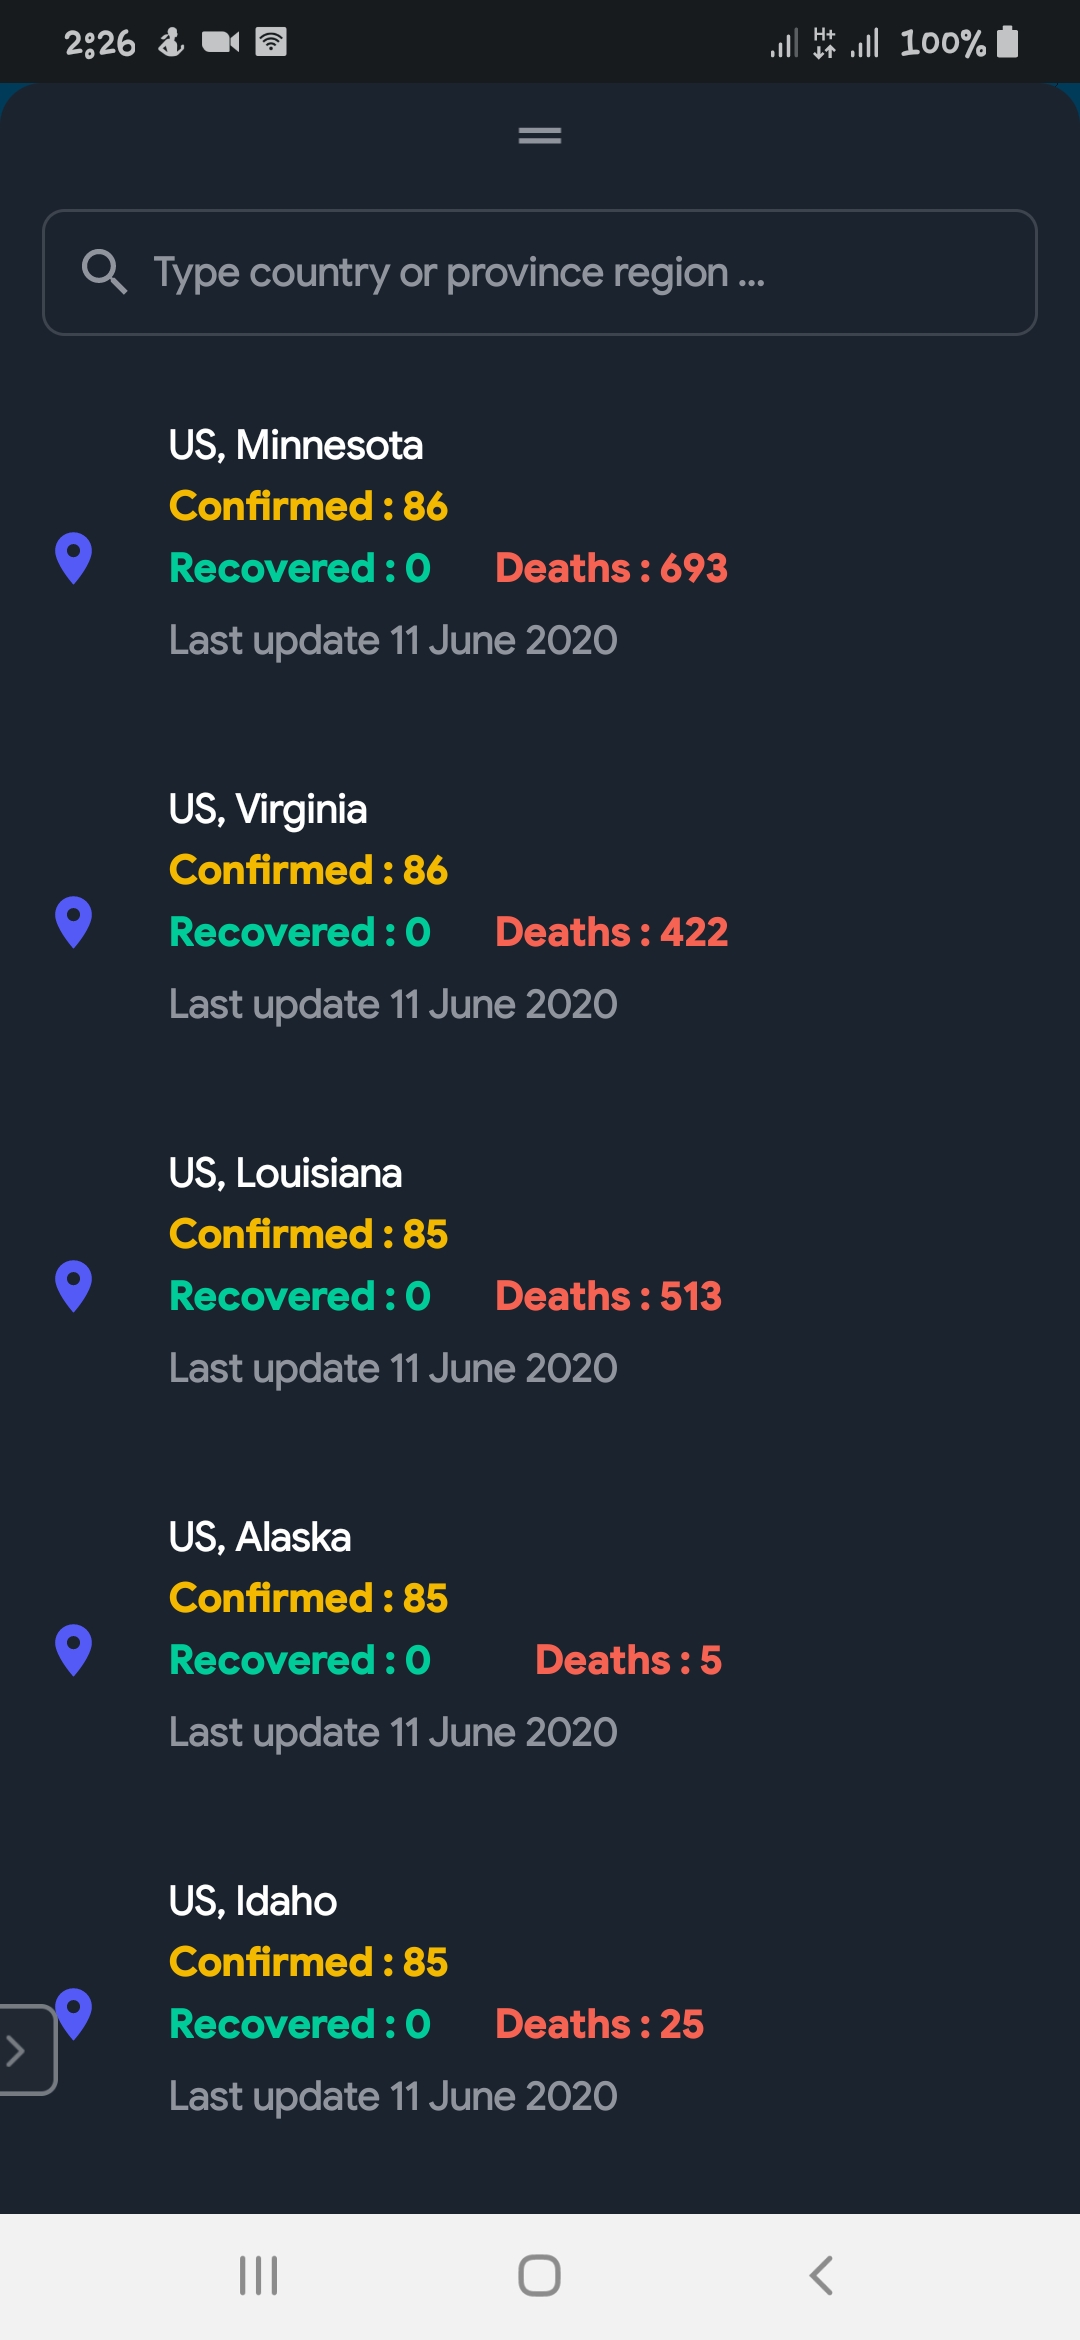 2:26 H+ 100%
Type country or province region ...
US, Minnesota
Confirmed : 86
Recovered : 0 Deaths : 693
Last update 11 June 2020
US, Virginia
Confirmed : 86
Recovered : 0 Deaths : 422
Last update 11 June 2020
US, Louisiana
Confirmed : 85
Recovered : 0 Deaths : 513
Last update 11 June 2020
US, Alaska
Confirmed : 85
Recovered : 0 Deaths : 5
Last update 11 June 2020
US, Idaho
Confirmed : 85
Recovered : 0 Deaths : 25
Last update 11 June 2020